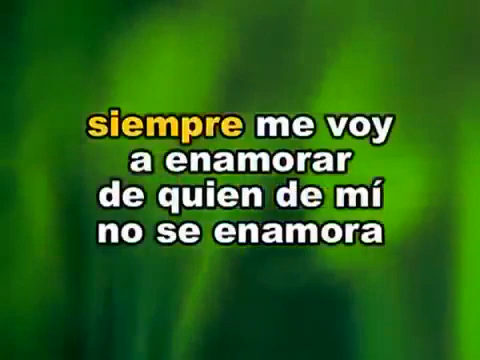 siempre me voy
a enamorar
de quien de mí
no se enamora